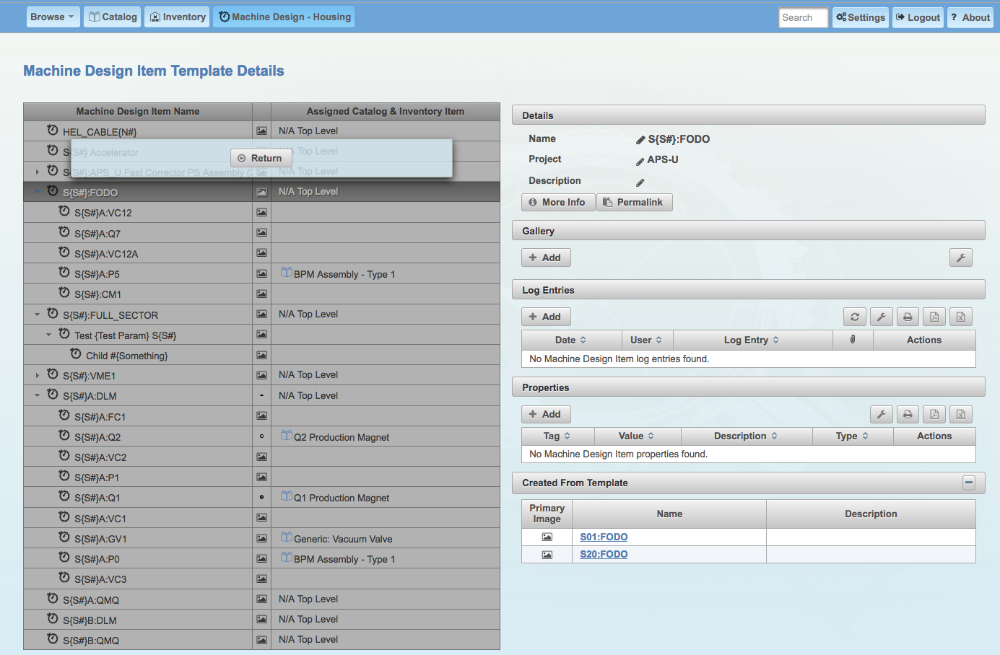 Browse Catalog Inventory Machine Design - Housing Search Settings Logout ? About
Machine Design Item Template Details
Machine Design Item Name Assigned Catalog & Inventory Item
HEL_CABLE{N#} N/A Top Level
S{S#} Accelerator N/A Top Level
S{S#}:APS_U Fast Corrector PS Assembly ( N/A Top Level
Return
S{S#}:FODO N/A Top Level
S{S#}A:VC12
S{S#}A:Q7
S{S#}A:VC12A
S{S#}A:P5 BPM Assembly - Type 1
S{S#}:CM1
S{S#}:FULL_SECTOR N/A Top Level
Test {Test Param} S{S#}
Child #{Something}
S{S#}:VME1 N/A Top Level
S{S#}A:DLM N/A Top Level
S{S#}A:FC1
S{S#}A:Q2 Q2 Production Magnet
S{S#}A:VC2
S{S#}A:P1
S{S#}A:Q1 Q1 Production Magnet
S{S#}A:VC1
S{S#}A:GV1 Generic: Vacuum Valve
S{S#}A:P0 BPM Assembly - Type 1
S{S#}A:VC3
S{S#}A:QMQ N/A Top Level
S{S#}B:DLM N/A Top Level
S{S#}B:QMQ N/A Top Level
Details
Name S{S#}:FODO
Project APS-U
Description
More Info Permalink
Gallery
Add
Log Entries
Add
Date User Log Entry Actions
No Machine Design Item log entries found.
Properties
Add
Tag Value Description Type Actions
No Machine Design Item properties found.
Created From Template
Primary Image Name Description
S01:FODO
S20:FODO